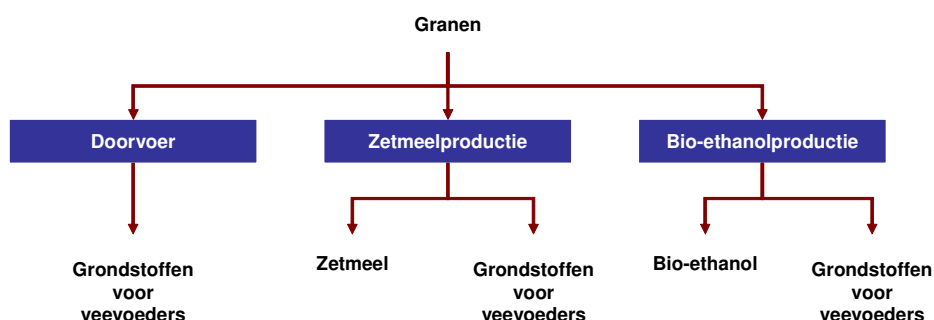 Granen
Doorvoer
Zetmeelproductie
Bio-ethanolproductie
Grondstoffen
voor
veevoeders
Zetmeel
Grondstoffen
voor
veevoeders
Bio-ethanol
Grondstoffen
voor
veevoeders